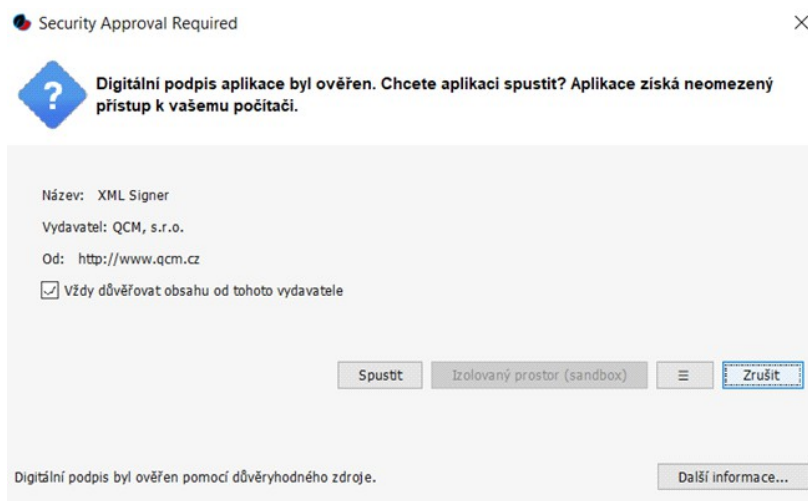 Security Approval Required
Digitální podpis aplikace byl ověřen. Chcete aplikaci spustit? Aplikace získá neomezený
přístup k vašemu počítači.
Název: XML Signer
Vydavatel: QCM, s.r.o.
Od: http://www.qcm.cz
Vždy důvěřovat obsahu od tohoto vydavatele
Spustit Izolovaný prostor (sandbox) Zrušit
Digitální podpis byl ověřen pomocí důvěryhodného zdroje. Další informace...